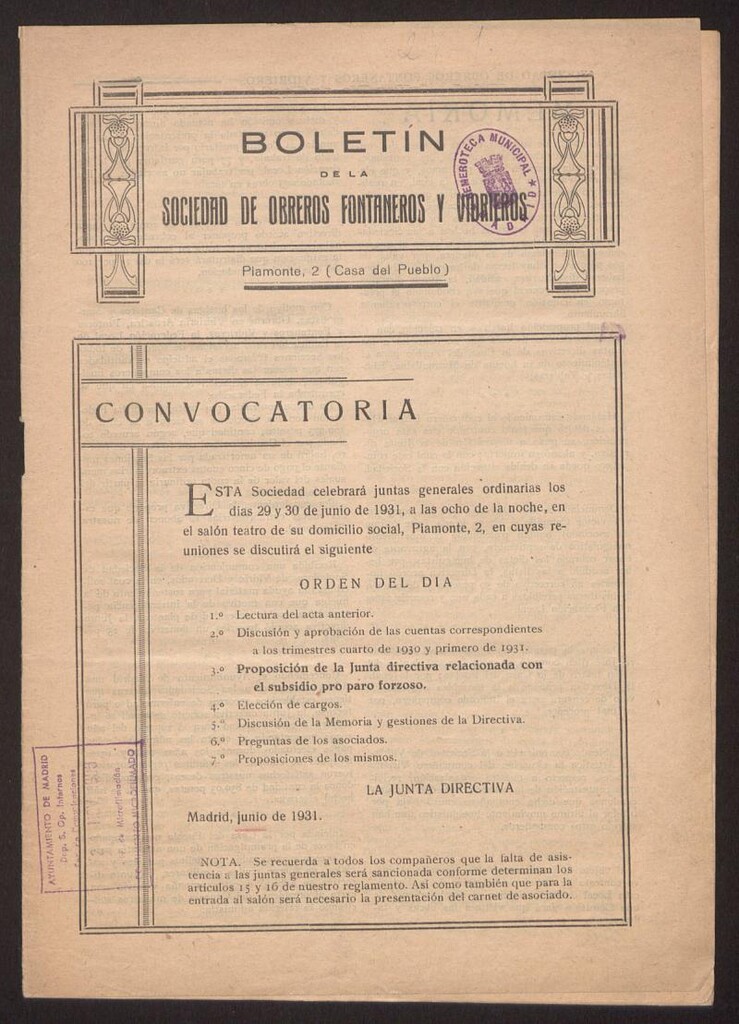 BOLETÍN
DE LA
SOCIEDAD DE OBREROS FONTANEROS Y VIDRIEROS
HEMEROTECA MUNICIPAL
Piamonte, 2 (Casa del Pueblo)
CONVOCATORIA
ESTA Sociedad celebrará juntas generales ordinarias los
días 29 y 30 de junio de 1931, a las ocho de la noche, en
el salón teatro de su domicilio social, Piamonte, 2, en cuyas re-
uniones se discutirá el siguiente
ORDEN DEL DIA
1.º Lectura del acta anterior.
2.º Discusión y aprobación de las cuentas correspondientes
a los trimestres cuarto de 1930 y primero de 1931.
3.º Proposición de la Junta directiva relacionada con
el subsidio pro paro forzoso.
4.º Elección de cargos.
5.º Discusión de la Memoria y gestiones de la Directiva.
6.º Preguntas de los asociados.
7.º Proposiciones de los mismos.
LA JUNTA DIRECTIVA
Madrid, junio de 1931.
NOTA. Se recuerda a todos los compañeros que la falta de asis-
tencia a las juntas generales será sancionada conforme determinan los
artículos 15 y 16 de nuestro reglamento. Así como también que para la
entrada al salón será necesario la presentación del carnet de asociado.
AYUNTAMIENTO DE MADRID
Dep. S. Gp. Internos
de Microfilmación